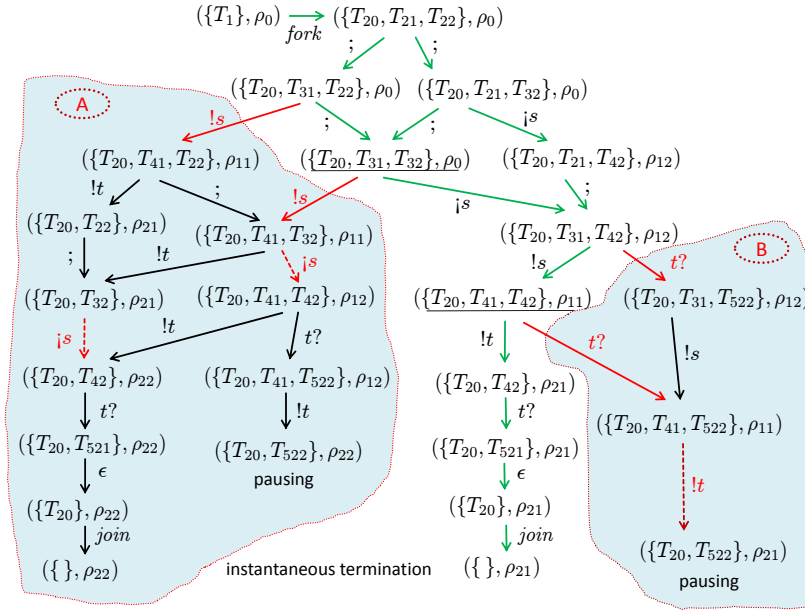 ({T₁}, ρ₀) fork ({T₂₀, T₂₁, T₂₂}, ρ₀)
; ;
({T₂₀, T₃₁, T₂₂}, ρ₀) ({T₂₀, T₂₁, T₃₂}, ρ₀)
A
!s ; ; ¡s
({T₂₀, T₄₁, T₂₂}, ρ₁₁) ({T₂₀, T₃₁, T₃₂}, ρ₀) ({T₂₀, T₂₁, T₄₂}, ρ₁₂)
!t ; !s ¡s ;
({T₂₀, T₂₂}, ρ₂₁) ({T₂₀, T₄₁, T₃₂}, ρ₁₁) ({T₂₀, T₃₁, T₄₂}, ρ₁₂) B
; !t ¡s !s t?
({T₂₀, T₃₂}, ρ₂₁) ({T₂₀, T₄₁, T₄₂}, ρ₁₂) ({T₂₀, T₄₁, T₄₂}, ρ₁₁) ({T₂₀, T₃₁, T₅₂₂}, ρ₁₂)
¡s !t t? !t t? !s
({T₂₀, T₄₂}, ρ₂₂) ({T₂₀, T₄₁, T₅₂₂}, ρ₁₂) ({T₂₀, T₄₂}, ρ₂₁)
t? !t t? ({T₂₀, T₄₁, T₅₂₂}, ρ₁₁)
({T₂₀, T₅₂₁}, ρ₂₂) ({T₂₀, T₅₂₂}, ρ₂₂) ({T₂₀, T₅₂₁}, ρ₂₁)
ϵ pausing ϵ !t
({T₂₀}, ρ₂₂) ({T₂₀}, ρ₂₁)
join join ({T₂₀, T₅₂₂}, ρ₂₁)
({ }, ρ₂₂) instantaneous termination ({ }, ρ₂₁) pausing